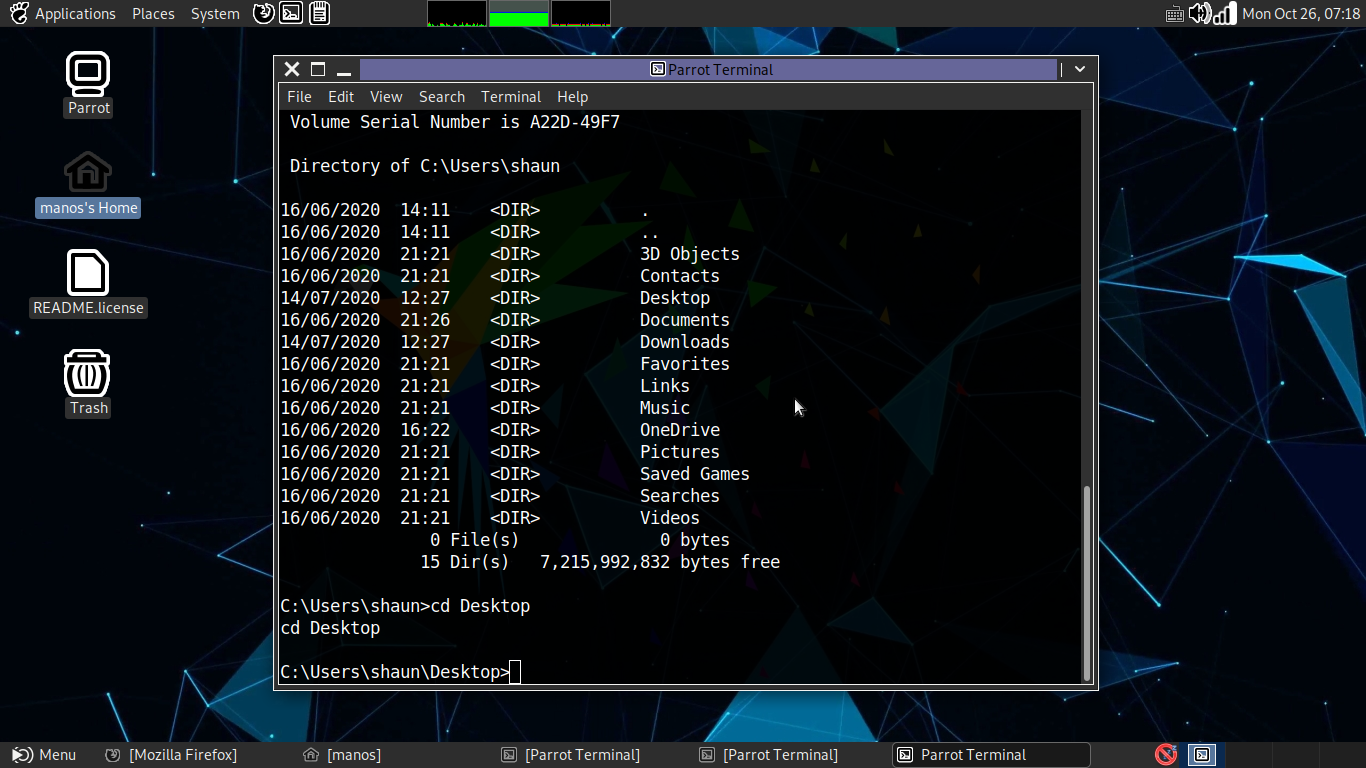 Applications Places System Mon Oct 26, 07:18
Parrot
manos's Home
README.license
Trash
Parrot Terminal
File Edit View Search Terminal Help
Volume Serial Number is A22D-49F7
Directory of C:\Users\shaun
16/06/2020 14:11 <DIR> .
16/06/2020 14:11 <DIR> ..
16/06/2020 21:21 <DIR> 3D Objects
16/06/2020 21:21 <DIR> Contacts
14/07/2020 12:27 <DIR> Desktop
16/06/2020 21:26 <DIR> Documents
14/07/2020 12:27 <DIR> Downloads
16/06/2020 21:21 <DIR> Favorites
16/06/2020 21:21 <DIR> Links
16/06/2020 21:21 <DIR> Music
16/06/2020 16:22 <DIR> OneDrive
16/06/2020 21:21 <DIR> Pictures
16/06/2020 21:21 <DIR> Saved Games
16/06/2020 21:21 <DIR> Searches
16/06/2020 21:21 <DIR> Videos
0 File(s) 0 bytes
15 Dir(s) 7,215,992,832 bytes free
C:\Users\shaun>cd Desktop
cd Desktop
C:\Users\shaun\Desktop>
Menu [Mozilla Firefox] [manos] [Parrot Terminal] [Parrot Terminal] Parrot Terminal